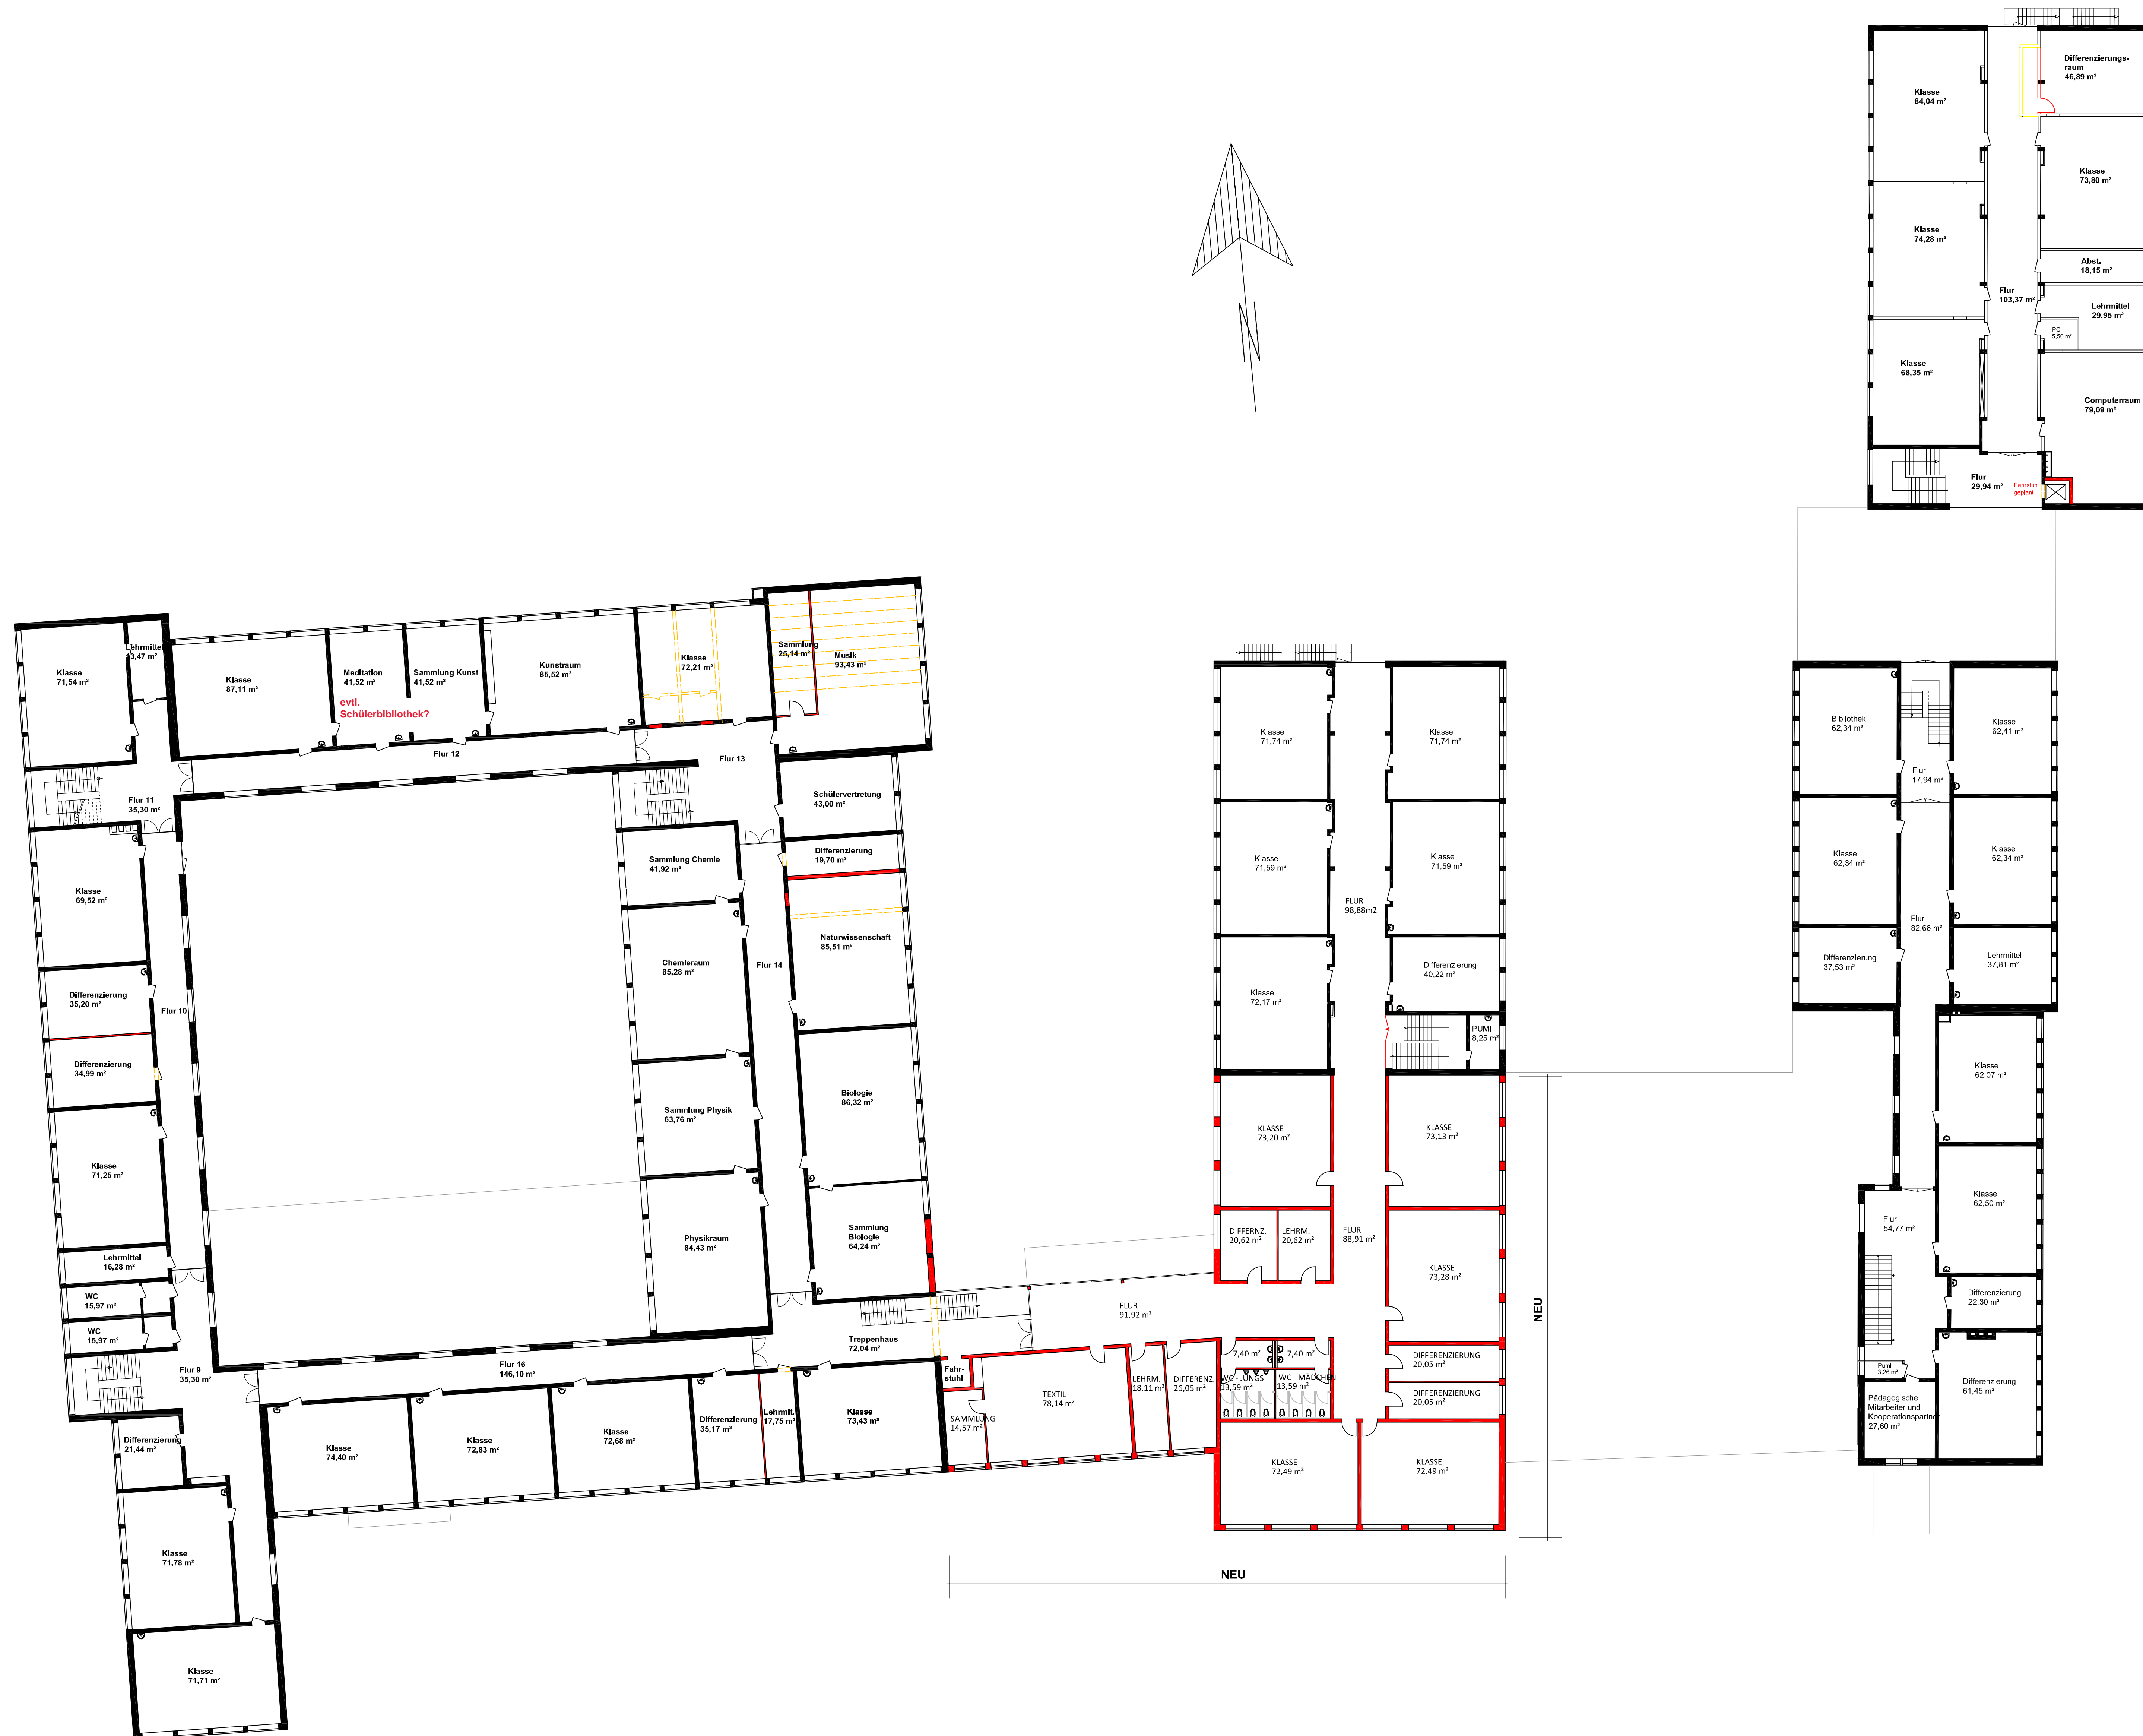 Differenzierungs-
raum
46,89 m²
Klasse
84,04 m²
Klasse
73,80 m²
Klasse
74,28 m²
Abst.
18,15 m²
Flur
103,37 m²
Lehrmittel
29,95 m²
PC
5,50 m²
Klasse
68,35 m²
Computerraum
79,09 m²
Flur
29,94 m²
Fahrstuhl
geplant
Lehrmittel
13,47 m²
Klasse
71,54 m²
Klasse
87,11 m²
Meditation
41,52 m²
evtl.
Schülerbibliothek?
Sammlung Kunst
41,52 m²
Kunstraum
85,52 m²
Klasse
72,21 m²
Sammlung
25,14 m²
Musik
93,43 m²
Flur 12
Flur 13
Flur 11
35,30 m²
Schülervertretung
43,00 m²
Sammlung Chemie
41,92 m²
Differenzierung
19,70 m²
Klasse
69,52 m²
Naturwissenschaft
85,51 m²
Chemieraum
85,28 m²
Flur 14
Differenzierung
35,20 m²
Flur 10
Differenzierung
34,99 m²
Biologie
86,32 m²
Sammlung Physik
63,76 m²
Klasse
71,25 m²
Sammlung
Biologie
64,24 m²
Physikraum
84,43 m²
Lehrmittel
16,28 m²
WC
15,97 m²
WC
15,97 m²
Treppenhaus
72,04 m²
Flur 9
35,30 m²
Flur 16
146,10 m²
Differenzierung
21,44 m²
Klasse
74,40 m²
Klasse
72,83 m²
Klasse
72,68 m²
Differenzierung
35,17 m²
Lehrmit.
17,75 m²
Klasse
73,43 m²
Klasse
71,78 m²
Klasse
71,71 m²
Fahr-
stuhl
SAMMLUNG
14,57 m²
TEXTIL
78,14 m²
LEHRM.
18,11 m²
DIFFERENZ.
26,05 m²
FLUR
91,92 m²
Klasse
71,74 m²
Klasse
71,74 m²
Klasse
71,59 m²
Klasse
71,59 m²
FLUR
98,88m2
Klasse
72,17 m²
Differenzierung
40,22 m²
PUMI
8,25 m²
KLASSE
73,20 m²
KLASSE
73,13 m²
DIFFERNZ.
20,62 m²
LEHRM.
20,62 m²
FLUR
88,91 m²
KLASSE
73,28 m²
7,40 m²
7,40 m²
WC - JUNGS
13,59 m²
WC - MÄDCHEN
13,59 m²
DIFFERENZIERUNG
20,05 m²
DIFFERENZIERUNG
20,05 m²
KLASSE
72,49 m²
KLASSE
72,49 m²
NEU
NEU
Bibliothek
62,34 m²
Klasse
62,41 m²
Flur
17,94 m²
Klasse
62,34 m²
Klasse
62,34 m²
Flur
82,66 m²
Differenzierung
37,53 m²
Lehrmittel
37,81 m²
Klasse
62,07 m²
Klasse
62,50 m²
Flur
54,77 m²
Differenzierung
22,30 m²
Pumi
3,26 m²
Pädagogische
Mitarbeiter und
Kooperationspartner
27,60 m²
Differenzierung
61,45 m²